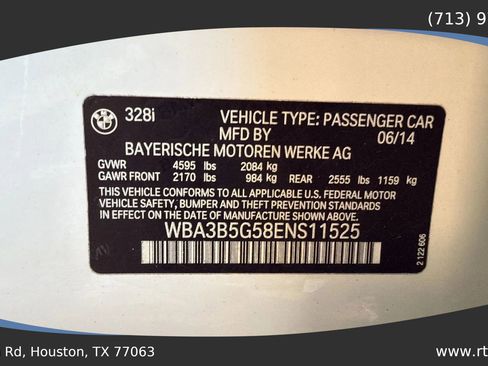 (713) 9
328i
VEHICLE TYPE: PASSENGER CAR
MFD BY 06/14
BAYERISCHE MOTOREN WERKE AG
GVWR 4595 lbs 2084 kg
GAWR FRONT 2170 lbs 984 kg REAR 2555 lbs 1159 kg
THIS VEHICLE CONFORMS TO ALL APPLICABLE U.S. FEDERAL MOTOR
VEHICLE SAFETY, BUMPER AND THEFT PREVENTION STANDARDS
IN EFFECT ON THE DATE OF MANUFACTURE SHOWN ABOVE.
WBA3B5G58ENS11525
2 122 606
Rd, Houston, TX 77063
www.rt